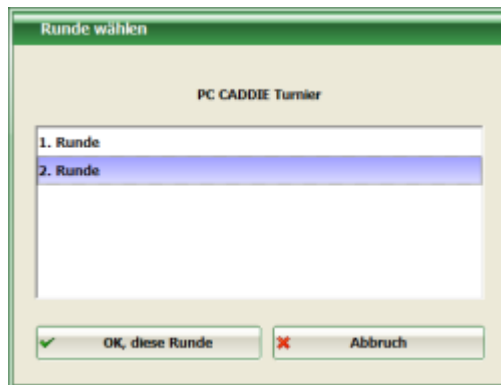 Runde wählen
PC CADDIE Turnier
1. Runde
2. Runde
OK, diese Runde
Abbruch